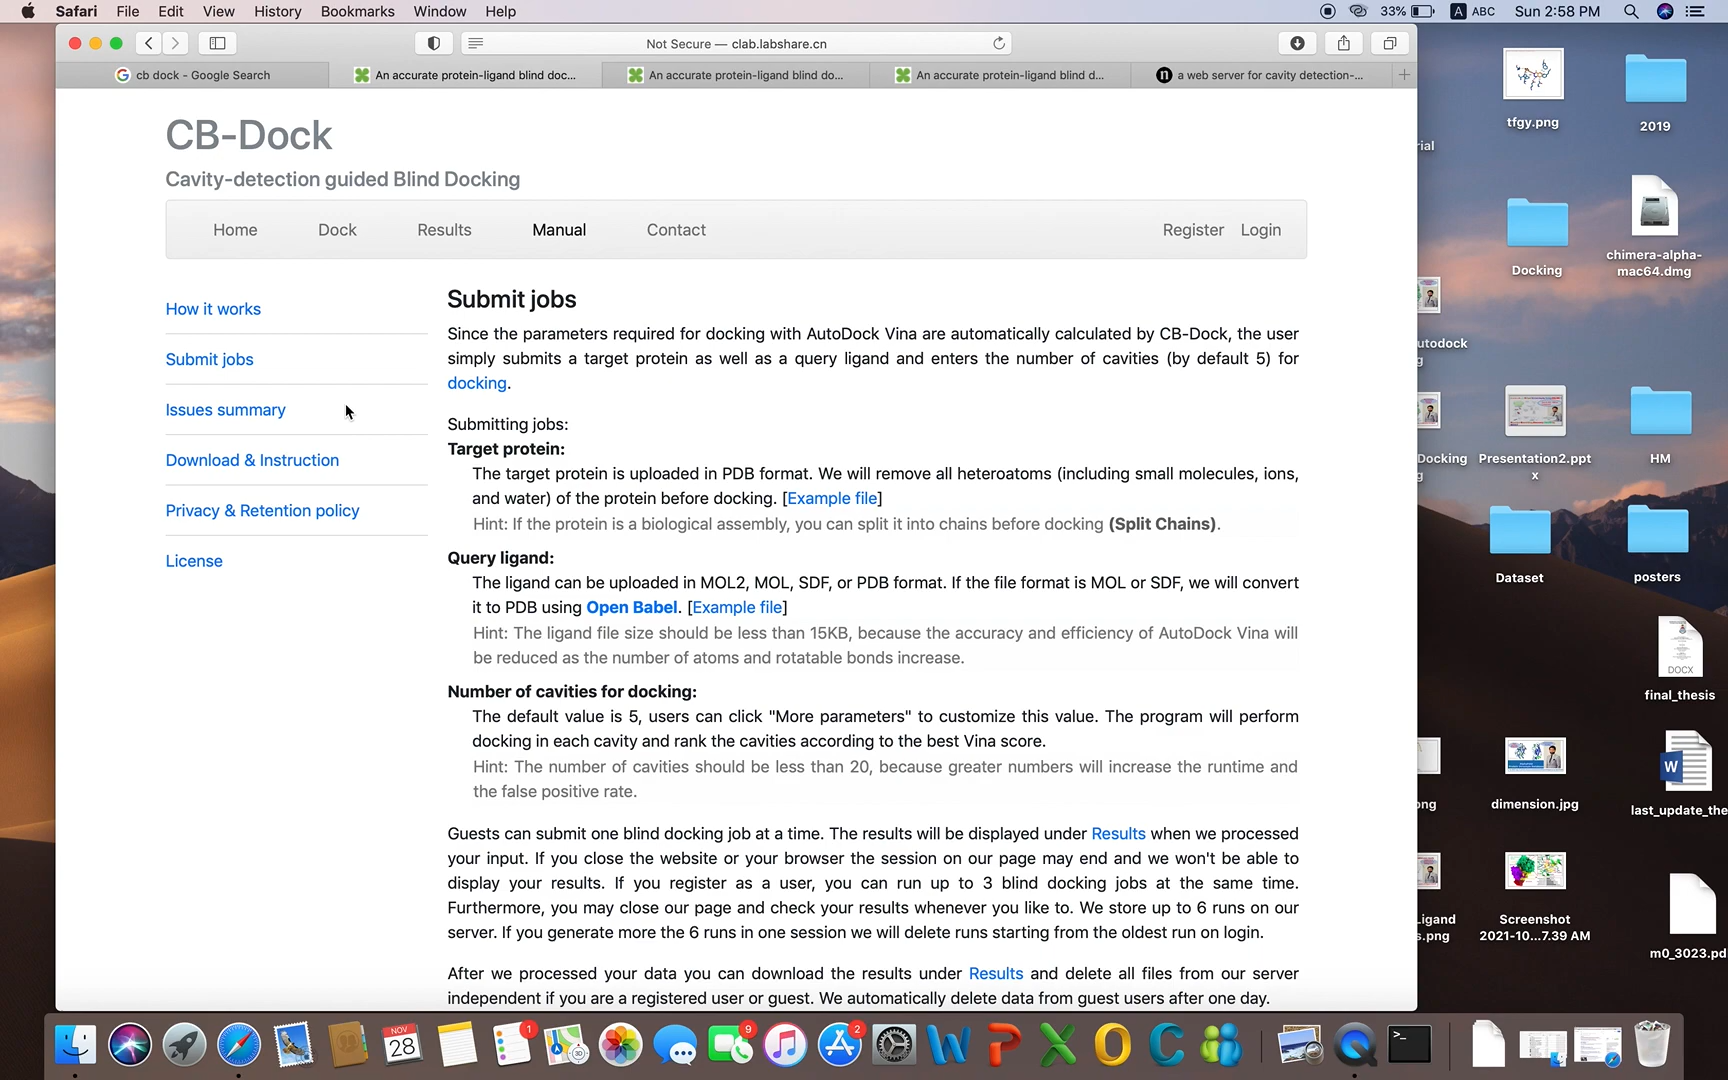 Safari File Edit View History Bookmarks Window Help
33% A ABC Sun 2:58 PM
Not Secure — clab.labshare.cn
cb dock - Google Search
An accurate protein-ligand blind doc...
An accurate protein-ligand blind do...
An accurate protein-ligand blind d...
n a web server for cavity detection-...
CB-Dock
Cavity-detection guided Blind Docking
Home Dock Results Manual Contact Register Login
How it works
Submit jobs
Issues summary
Download & Instruction
Privacy & Retention policy
License
Submit jobs
Since the parameters required for docking with AutoDock Vina are automatically calculated by CB-Dock, the user
simply submits a target protein as well as a query ligand and enters the number of cavities (by default 5) for
docking.
Submitting jobs:
Target protein:
The target protein is uploaded in PDB format. We will remove all heteroatoms (including small molecules, ions,
and water) of the protein before docking. [Example file]
Hint: If the protein is a biological assembly, you can split it into chains before docking (Split Chains).
Query ligand:
The ligand can be uploaded in MOL2, MOL, SDF, or PDB format. If the file format is MOL or SDF, we will convert
it to PDB using Open Babel. [Example file]
Hint: The ligand file size should be less than 15KB, because the accuracy and efficiency of AutoDock Vina will
be reduced as the number of atoms and rotatable bonds increase.
Number of cavities for docking:
The default value is 5, users can click "More parameters" to customize this value. The program will perform
docking in each cavity and rank the cavities according to the best Vina score.
Hint: The number of cavities should be less than 20, because greater numbers will increase the runtime and
the false positive rate.
Guests can submit one blind docking job at a time. The results will be displayed under Results when we processed
your input. If you close the website or your browser the session on our page may end and we won't be able to
display your results. If you register as a user, you can run up to 3 blind docking jobs at the same time.
Furthermore, you may close our page and check your results whenever you like to. We store up to 6 runs on our
server. If you generate more the 6 runs in one session we will delete runs starting from the oldest run on login.
After we processed your data you can download the results under Results and delete all files from our server
independent if you are a registered user or guest. We automatically delete data from guest users after one day.
tfgy.png
2019
rial
Docking
chimera-alpha-
mac64.dmg
utodock
g
Docking
g
Presentation2.ppt
x
HM
Dataset
posters
DOCX
final_thesis
W
ong
dimension.jpg
last_update_the
Ligand
s.png
Screenshot
2021-10...7.39 AM
m0_3023.pd
NOV
28
1
9
2